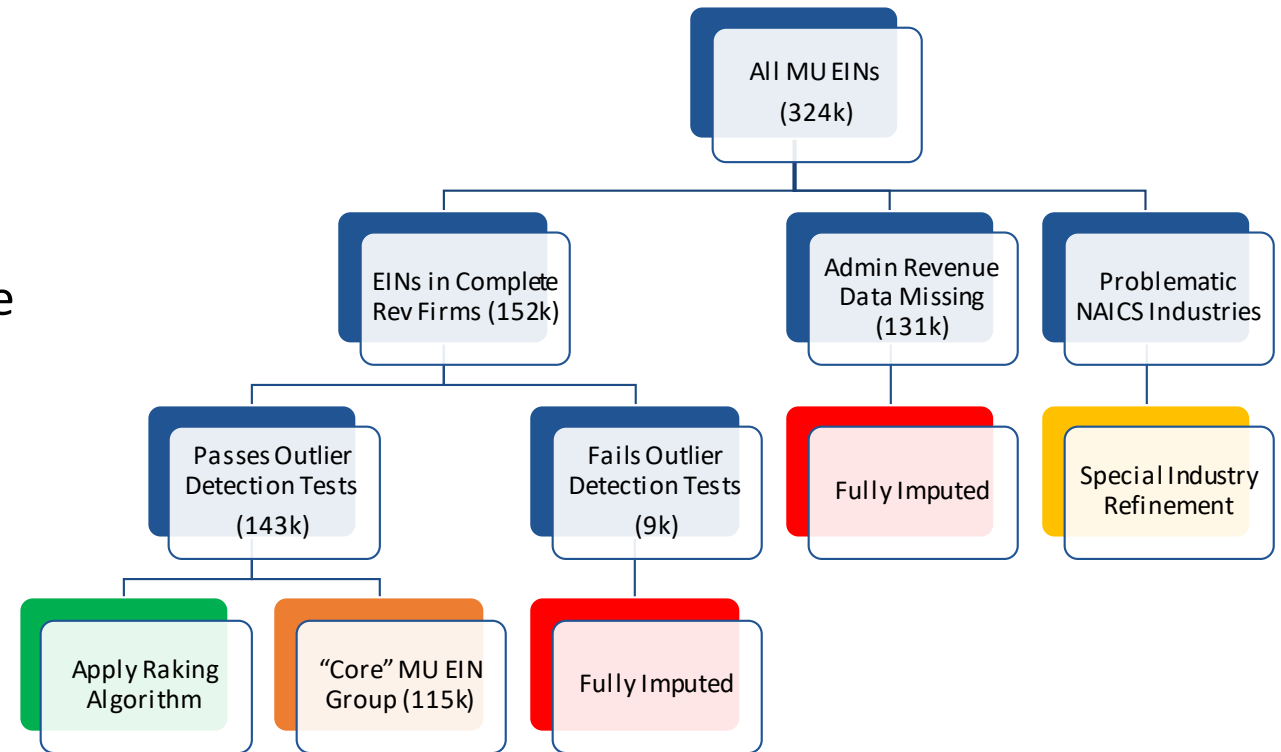 All MU EINs
(324k)
e
EINs in Complete
Rev Firms (152k)
Admin Revenue
Data Missing
(131k)
Problematic
NAICS Industries
Passes Outlier
Detection Tests
(143k)
Fails Outlier
Detection Tests
(9k)
Fully Imputed
Special Industry
Refinement
Apply Raking
Algorithm
“Core” MU EIN
Group (115k)
Fully Imputed